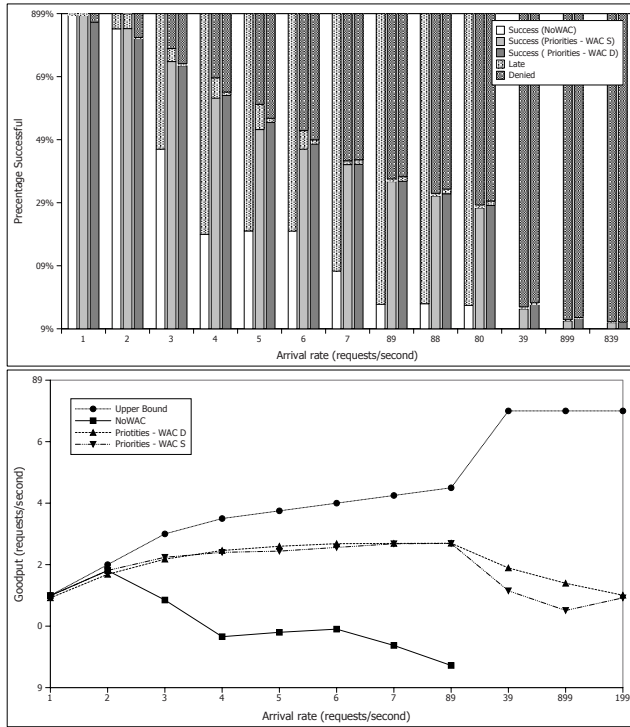 899%
69%
49%
29%
09%
9%
Percentage Successful
Success (NoWAC)
Success (Priorities - WAC S)
Success ( Priorities - WAC D)
Late
Denied
1 2 3 4 5 6 7 89 88 80 39 899 839
Arrival rate (requests/second)
89
6
4
2
0
9
Goodput (requests/second)
Upper Bound
NoWAC
Priotities - WAC D
Priorities - WAC S
1 2 3 4 5 6 7 89 39 899 199
Arrival rate (requests/second)